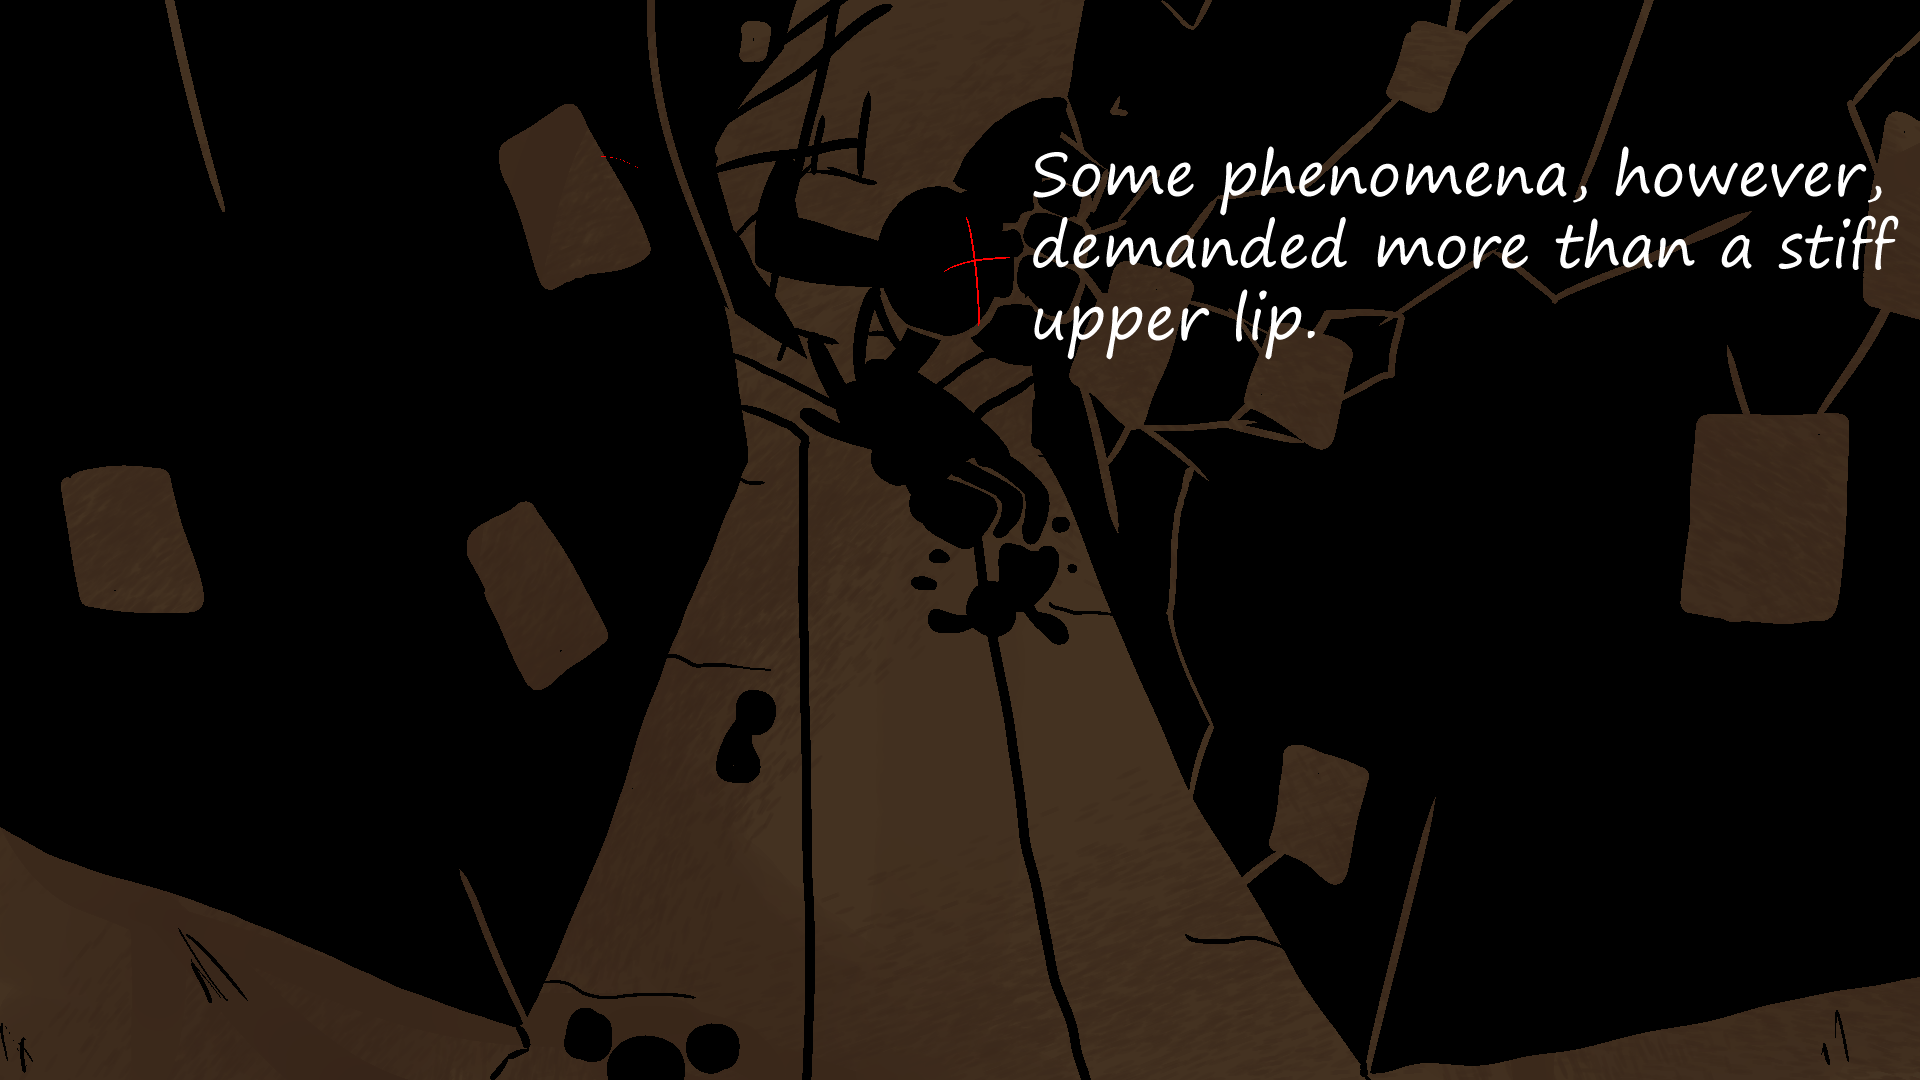 Some phenomena, however,
demanded more than a stiff
upper lip.